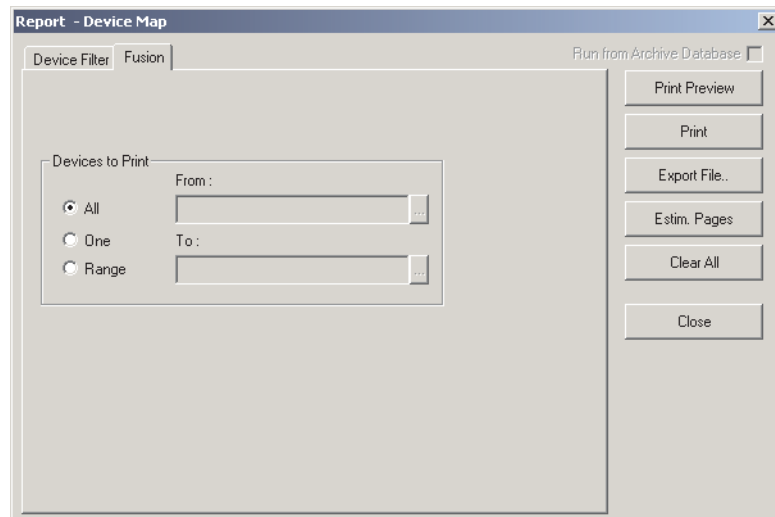 Report - Device Map
Device Filter Fusion
Run from Archive Database
Print Preview
Print
Export File..
Estim. Pages
Clear All
Close
Devices to Print
From :
All
...
One
To :
Range
...